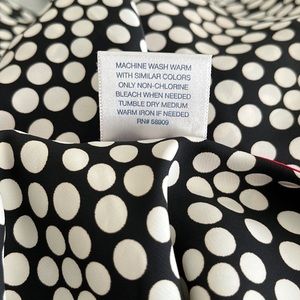 MACHINE WASH WARM
WITH SIMILAR COLORS
ONLY NON-CHLORINE
BLEACH WHEN NEEDED
TUMBLE DRY MEDIUM
WARM IRON IF NEEDED
RN# 58909